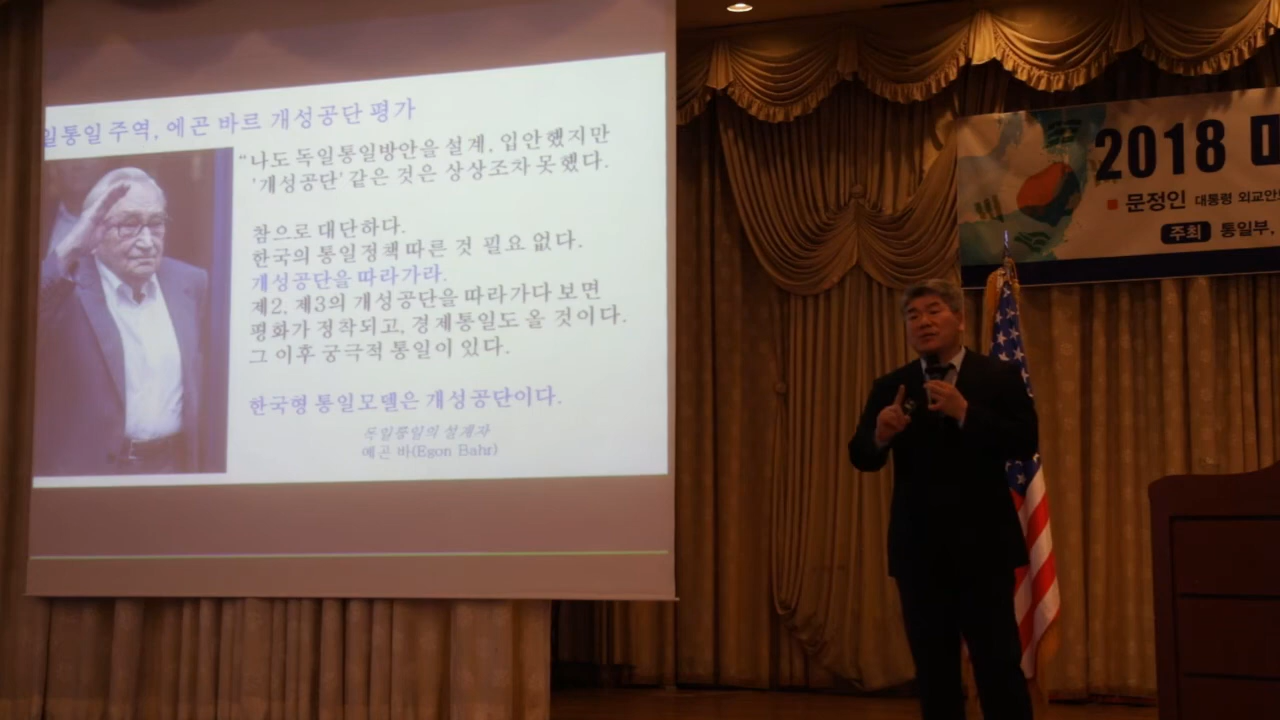 일통일 주역, 에곤 바르 개성공단 평가
“나도 독일통일방안을 설계, 입안했지만
'개성공단' 같은 것은 상상조차 못했다.
참으로 대단하다.
한국의 통일정책 따른 것 필요 없다.
개성공단을 따라가라.
제2, 제3의 개성공단을 따라가다 보면
평화가 정착되고, 경제통일도 올 것이다.
그 이후 궁극적 통일이 있다.
한국형 통일모델은 개성공단이다.
독일통일의 설계자
에곤 바(Egon Bahr)
2018
문정인 대통령 외교안
주최 통일부,